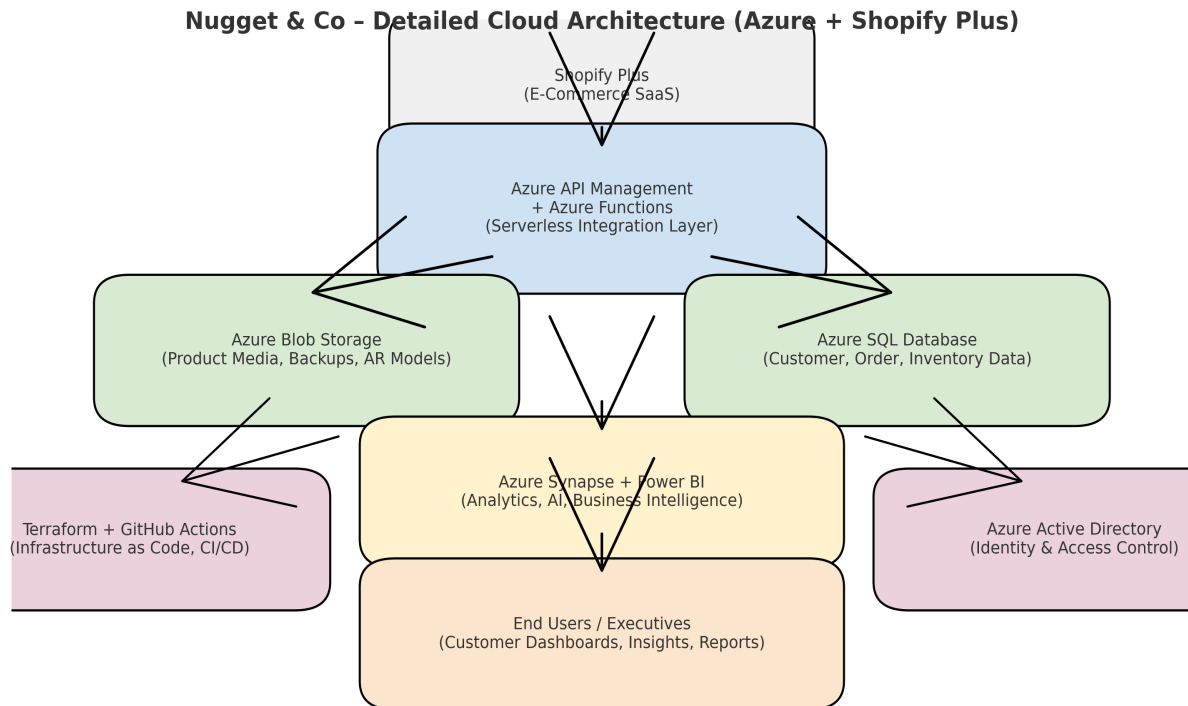 Nugget & Co – Detailed Cloud Architecture (Azure + Shopify Plus)
Shopify Plus
(E-Commerce SaaS)
Azure API Management
+ Azure Functions
(Serverless Integration Layer)
Azure Blob Storage
(Product Media, Backups, AR Models)
Azure SQL Database
(Customer, Order, Inventory Data)
Azure Synapse + Power BI
(Analytics, AI, Business Intelligence)
Terraform + GitHub Actions
(Infrastructure as Code, CI/CD)
Azure Active Directory
(Identity & Access Control)
End Users / Executives
(Customer Dashboards, Insights, Reports)